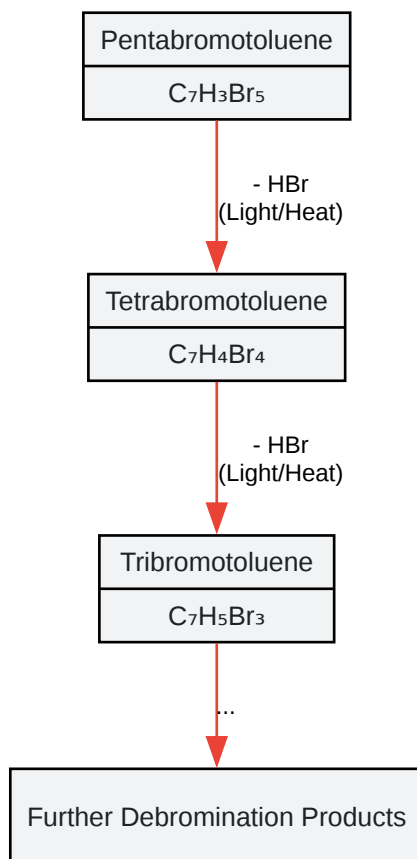 Pentabromotoluene
C₇H₃Br₅
- HBr
(Light/Heat)
Tetrabromotoluene
C₇H₄Br₄
- HBr
(Light/Heat)
Tribromotoluene
C₇H₅Br₃
...
Further Debromination Products